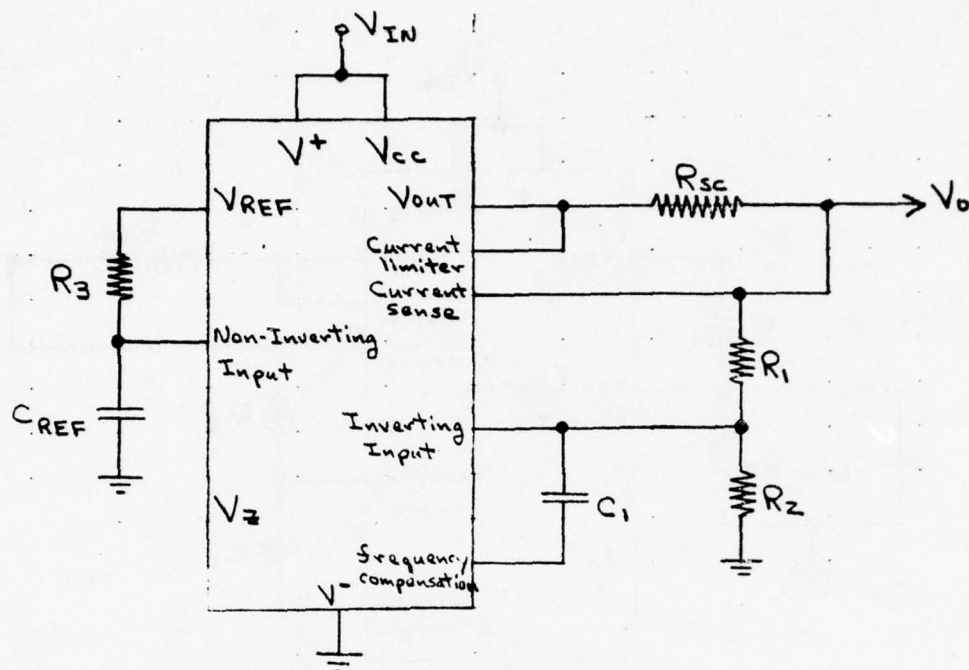 VIN
V+ VCC
VREF
VOUT
RSC
VO
Current
limiter
Current
sense
R3
Non-Inverting
Input
R1
CREF
Inverting
Input
C1
R2
VZ
frequency
compensation
V-